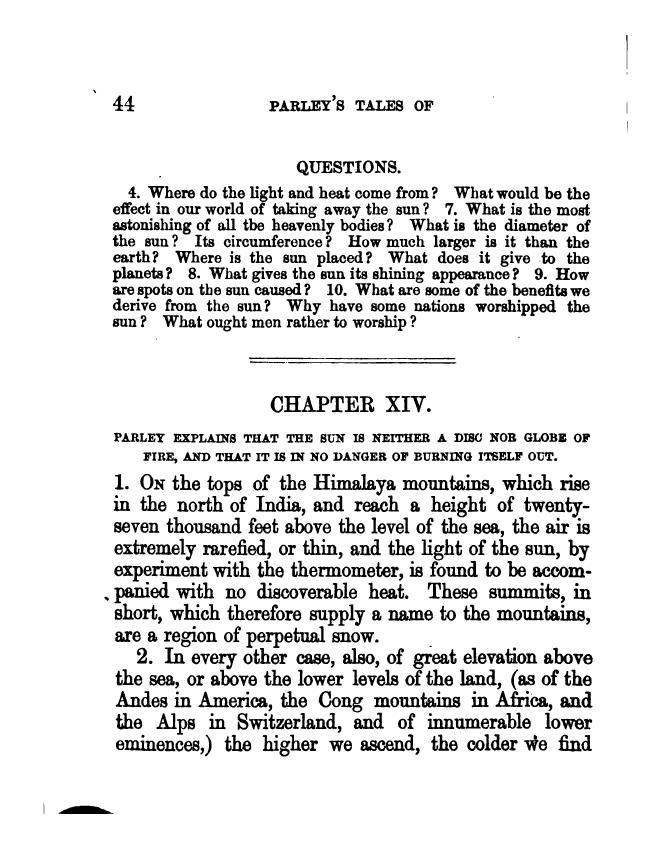 44 PARLEY'S TALES OF
QUESTIONS.
4. Where do the light and heat come from? What would be the
effect in our world of taking away the sun? 7. What is the most
astonishing of all tbe heavenly bodies? What is the diameter of
the sun? Its circumference? How much larger is it than the
earth? Where is the sun placed? What does it give to the
planets? 8. What gives the sun its shining appearance? 9. How
are spots on the sun caused? 10. What are some of the benefits we
derive from the sun? Why have some nations worshipped the
sun? What ought men rather to worship?
CHAPTER XIV.
PARLEY EXPLAINS THAT THE SUN IS NEITHER A DISC NOR GLOBE OF
FIRE, AND THAT IT IS IN NO DANGER OF BURNING ITSELF OUT.
1. ON the tops of the Himalaya mountains, which rise
in the north of India, and reach a height of twenty-
seven thousand feet above the level of the sea, the air is
extremely rarefied, or thin, and the light of the sun, by
experiment with the thermometer, is found to be accom-
panied with no discoverable heat. These summits, in
short, which therefore supply a name to the mountains,
are a region of perpetual snow.
2. In every other case, also, of great elevation above
the sea, or above the lower levels of the land, (as of the
Andes in America, the Cong mountains in Africa, and
the Alps in Switzerland, and of innumerable lower
eminences,) the higher we ascend, the colder we find